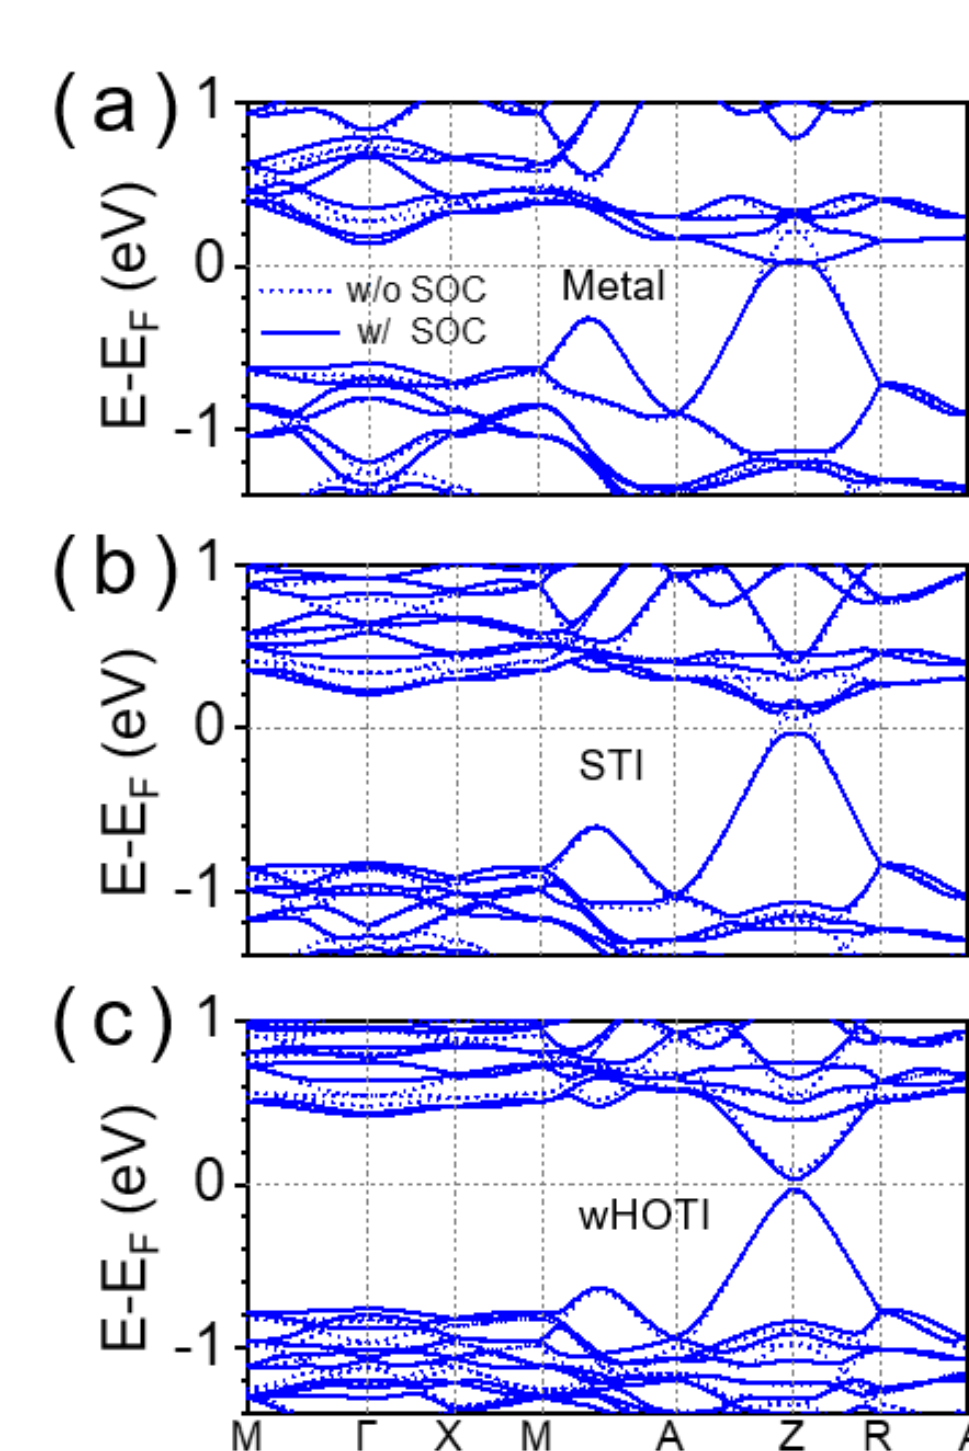 (a)
1
0
-1
E-E_F (eV)
w/o SOC
w/ SOC
Metal
(b)
1
0
-1
E-E_F (eV)
STI
(c)
1
0
-1
E-E_F (eV)
wHOTI
M Γ X M A Z R